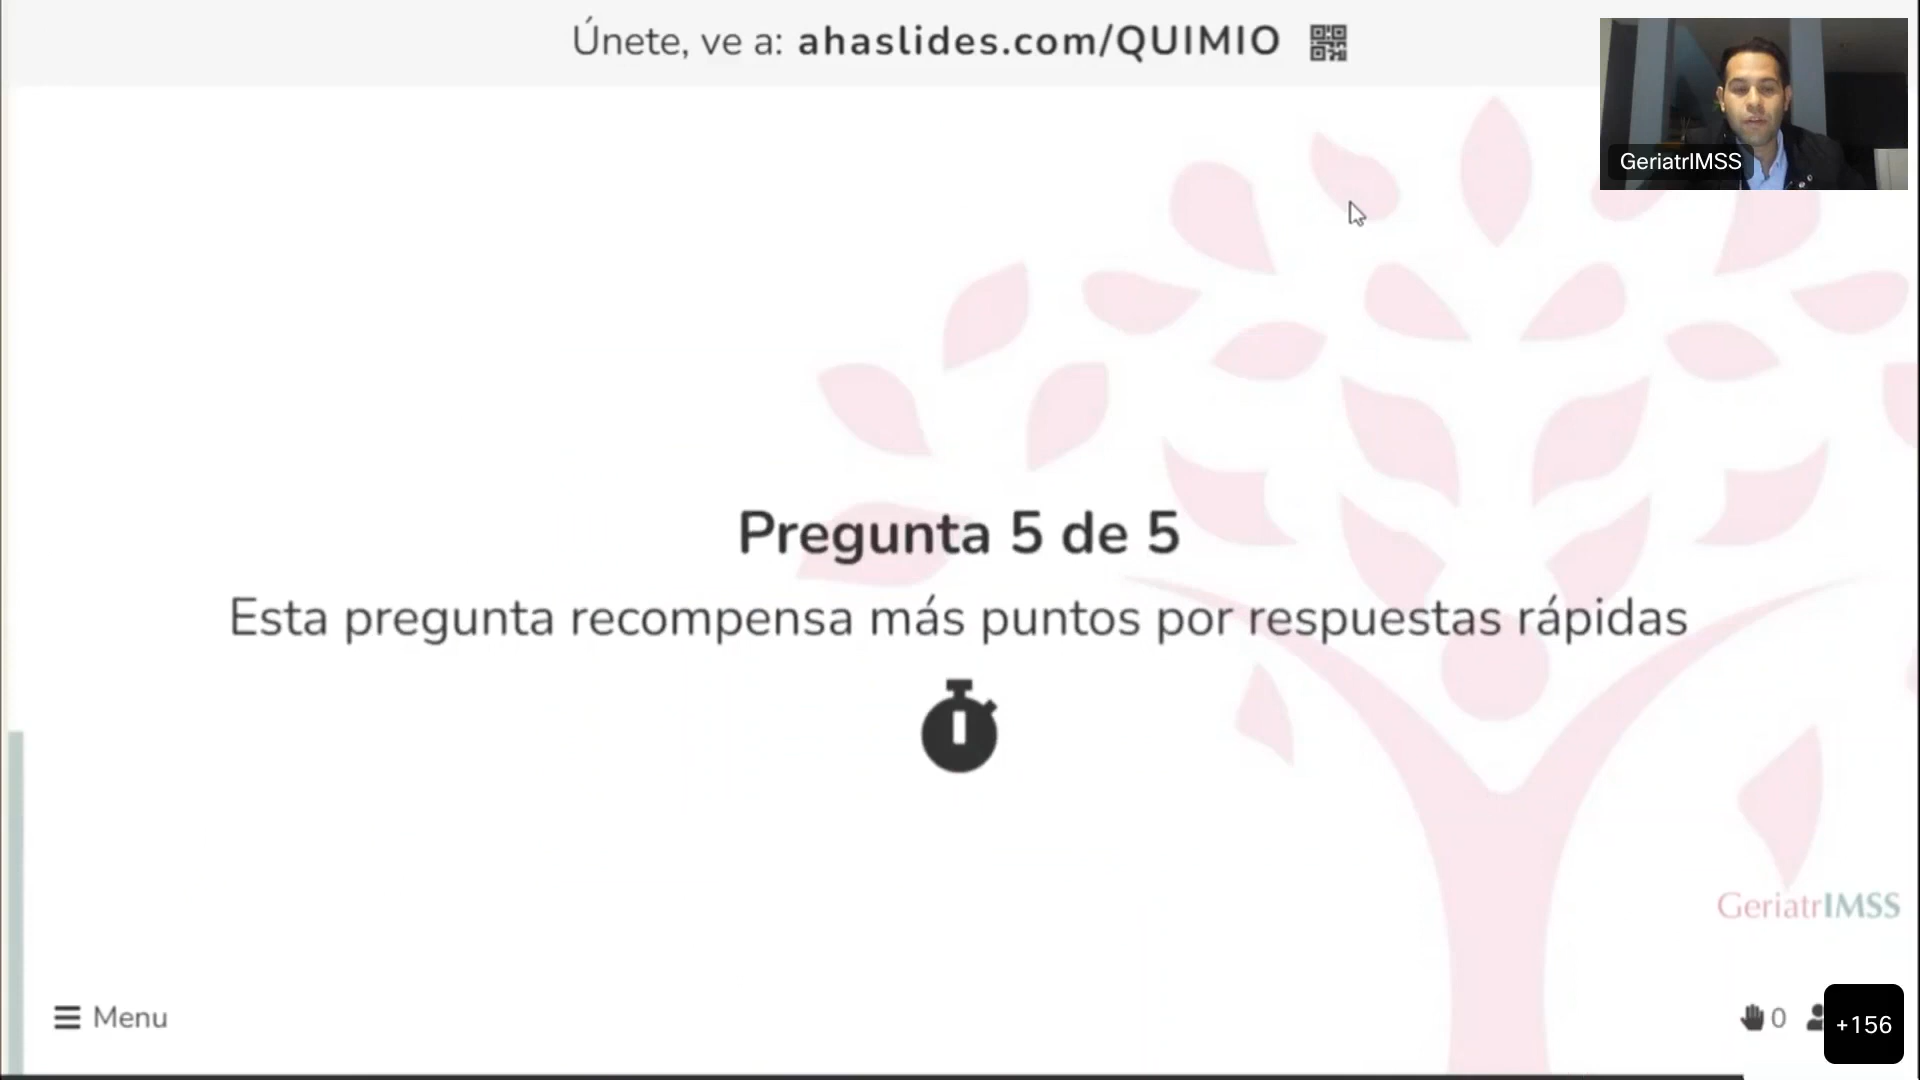 Únete, ve a: ahaslides.com/QUIMIO
GeriatrIMSS
Pregunta 5 de 5
Esta pregunta recompensa más puntos por respuestas rápidas
GeriatrIMSS
Menu
0
+156